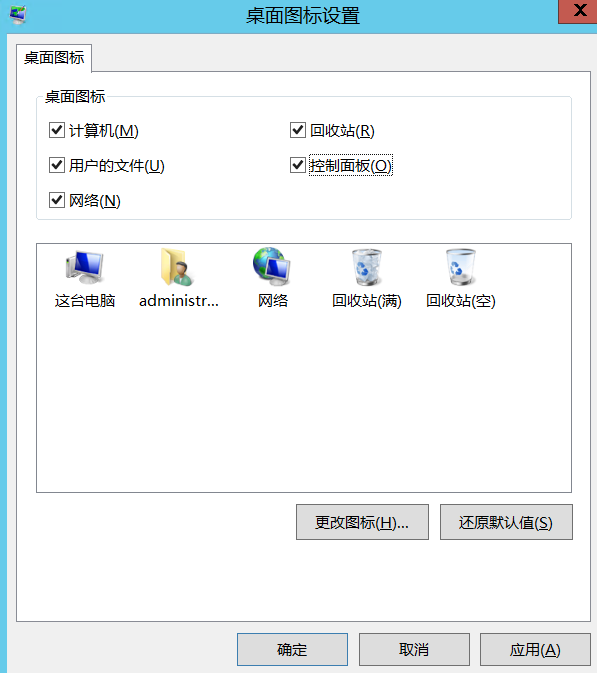 桌面图标设置
桌面图标
桌面图标
计算机(M) 回收站(R)
用户的文件(U) 控制面板(O)
网络(N)
这台电脑 administr... 网络 回收站(满) 回收站(空)
更改图标(H)... 还原默认值(S)
确定 取消 应用(A)